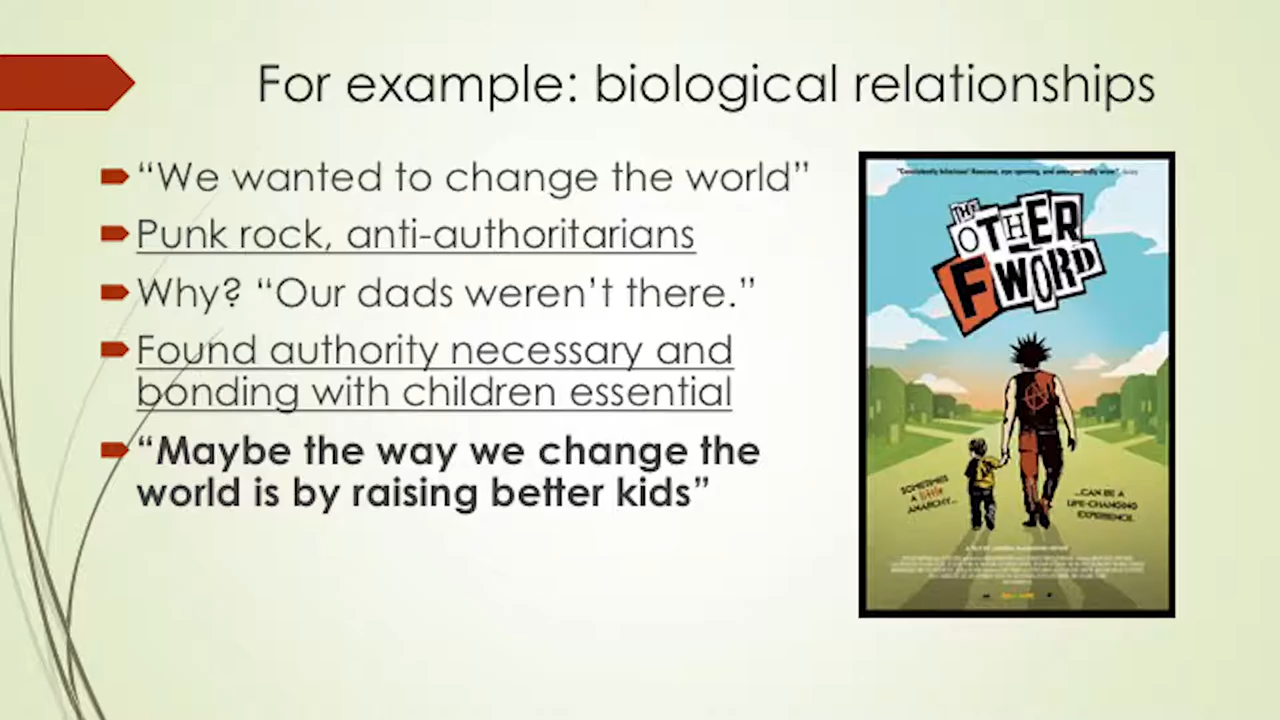 For example: biological relationships
“We wanted to change the world”
Punk rock, anti-authoritarians
Why? “Our dads weren’t there.”
Found authority necessary and
bonding with children essential
“Maybe the way we change the
world is by raising better kids”
THE
OTHER
F WORD
SOMETIMES
A little
ANARCHY...
...CAN BE A
LIFE-CHANGING
EXPERIENCE.